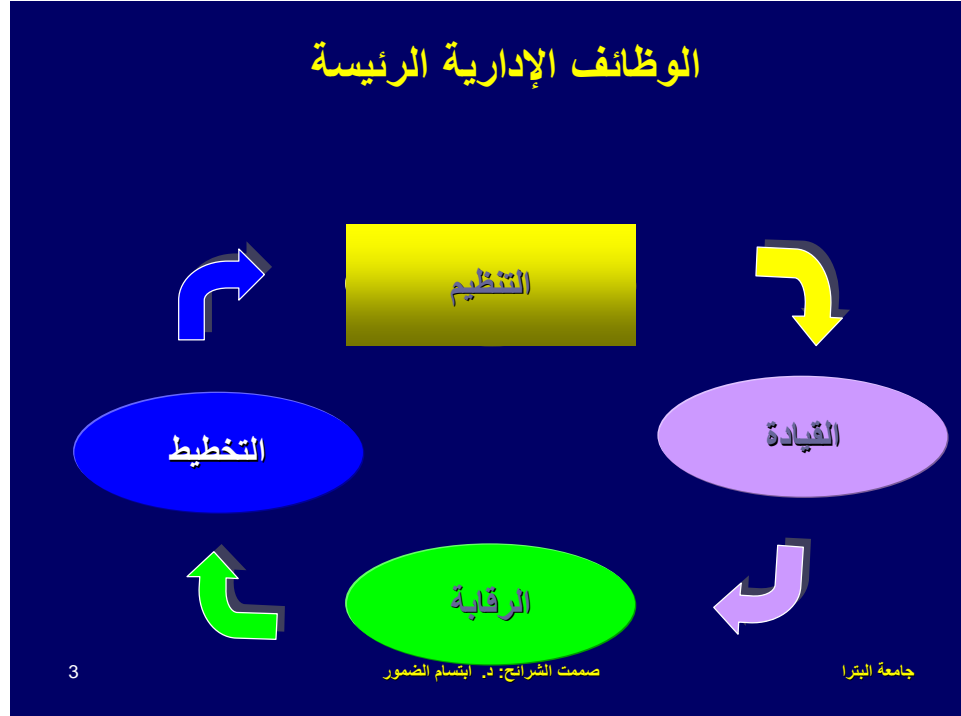 الوظائف الإدارية الرئيسة
التنظيم
القيادة
التخطيط
الرقابة
جامعة البترا
صممت الشرائح: د. ابتسام الضمور
3